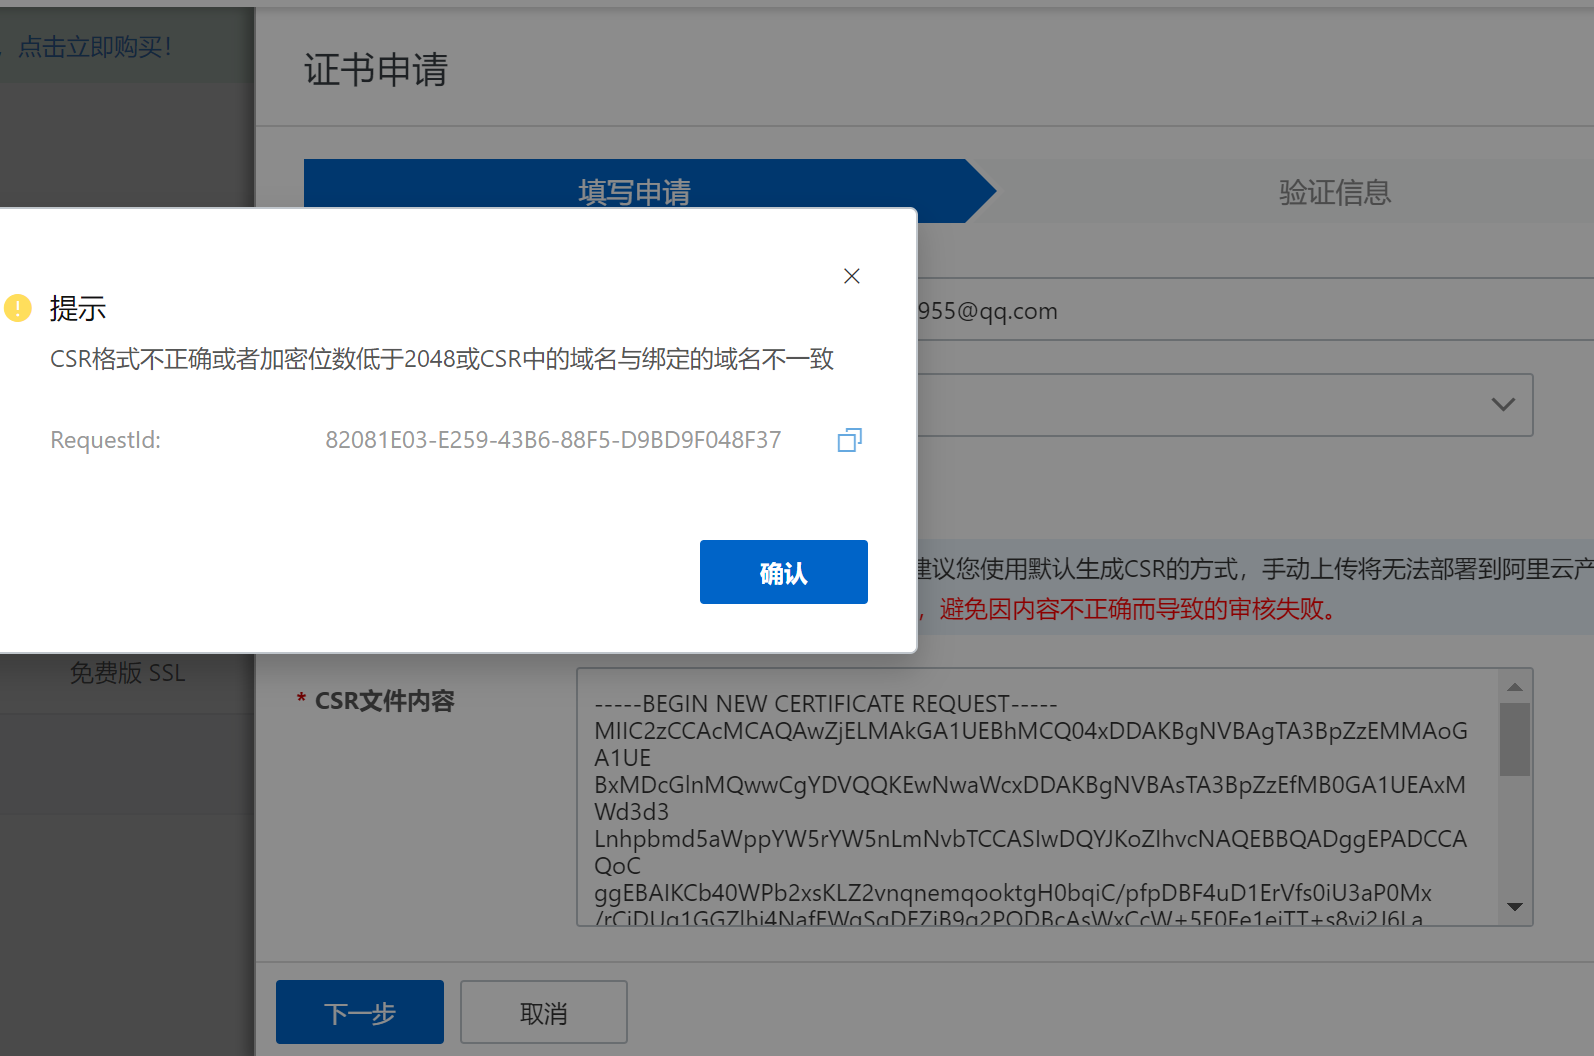 ，点击立即购买！
证书申请
填写申请
验证信息
提示
CSR格式不正确或者加密位数低于2048或CSR中的域名与绑定的域名不一致
RequestId: 82081E03-E259-43B6-88F5-D9BD9F048F37
确认
955@qq.com
建议您使用默认生成CSR的方式，手动上传将无法部署到阿里云产
，避免因内容不正确而导致的审核失败。
免费版 SSL
* CSR文件内容
-----BEGIN NEW CERTIFICATE REQUEST-----
MIIC2zCCAcMCAQAwZjELMAkGA1UEBhMCQ04xDDAKBgNVBAgTA3BpZzEMMAoG
A1UE
BxMDcGlnMQwwCgYDVQQKEwNwaWcxDDAKBgNVBAsTA3BpZzEfMB0GA1UEAxM
Wd3d3
Lnhpbmd5aWppYW5rYW5nLmNvbTCCASIwDQYJKoZIhvcNAQEBBQADggEPADCCA
QoC
ggEBAIKCb40WPb2xsKLZ2vnqnemqooktgH0bqiC/pfpDBF4uD1ErVfs0iU3aP0Mx
下一步
取消